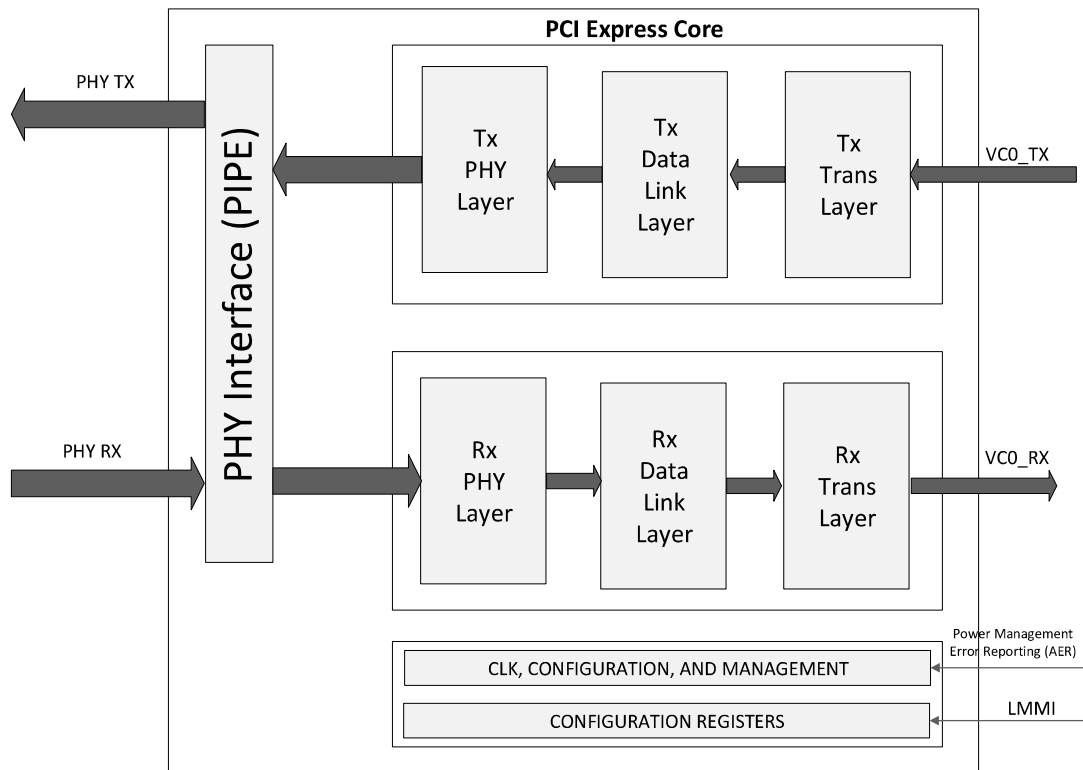 PCI Express Core
PHY TX
PHY Interface (PIPE)
Tx
PHY
Layer
Tx
Data
Link
Layer
Tx
Trans
Layer
VC0_TX
PHY RX
Rx
PHY
Layer
Rx
Data
Link
Layer
Rx
Trans
Layer
VC0_RX
Power Management
Error Reporting (AER)
CLK, CONFIGURATION, AND MANAGEMENT
CONFIGURATION REGISTERS
LMMI